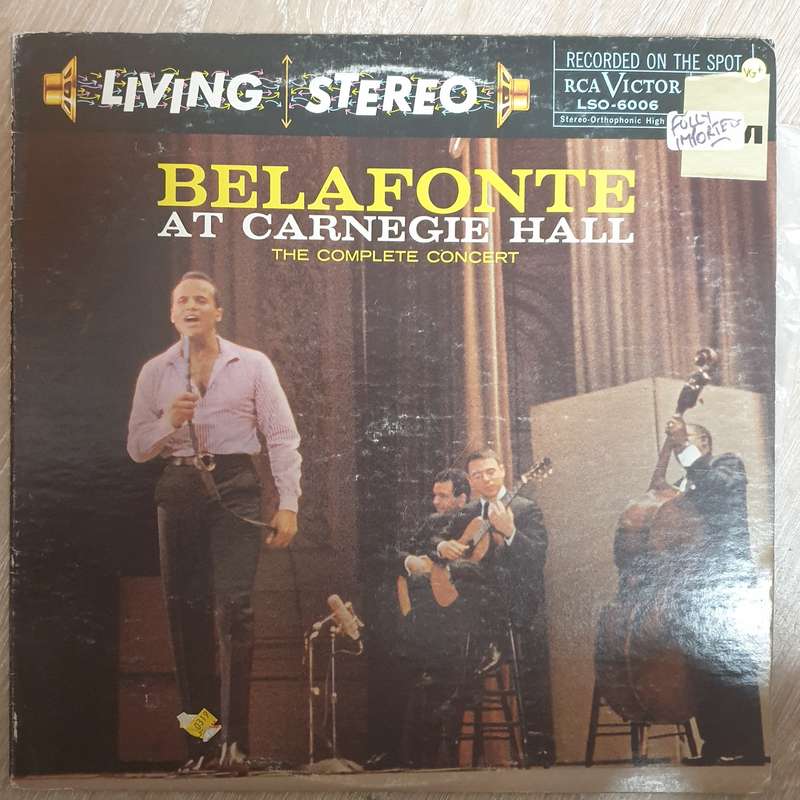 LIVING STEREO
RECORDED ON THE SPOT
RCA VICTOR
LSO-6006
Stereo-Orthophonic High
FULLY
IMPORTED
BELAFONTE
AT CARNEGIE HALL
THE COMPLETE CONCERT
0319